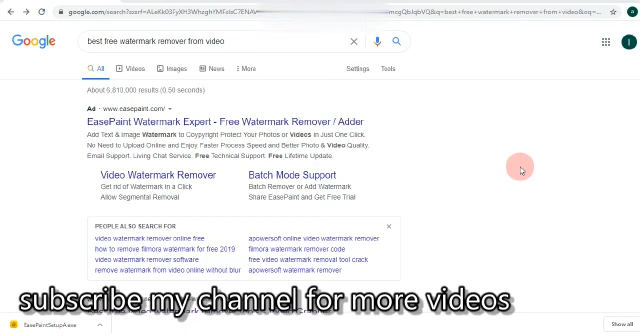 google.com/search?
best free watermark remover from video
Google
All
Videos
Images
News
More
Settings
Tools
About 6,810,000 results (0.50 seconds)
Ad · www.easepaint.com/
EasePaint Watermark Expert - Free Watermark Remover / Adder
Add Text & Image Watermark to Copyright Protect Your Photos or Videos in Just One Click.
No Need to Upload Online and Enjoy Faster Process Speed and Better Photo & Video Quality.
Email Support. Living Chat Service. Free Technical Support. Free Lifetime Update.
Video Watermark Remover
Get rid of Watermark in a Click
Allow Segmental Removal
Batch Mode Support
Batch Remover or Add Watermark
Share EasePaint and Get Free Trial
PEOPLE ALSO SEARCH FOR
video watermark remover online free
how to remove filmora watermark for free 2019
video watermark remover software
remove watermark from video online without blur
apowersoft online video watermark remover
filmora watermark remover code
free video watermark removal tool crack
apowersoft watermark remover
subscribe my channel for more videos
EasePaintSetupA.exe
Show all